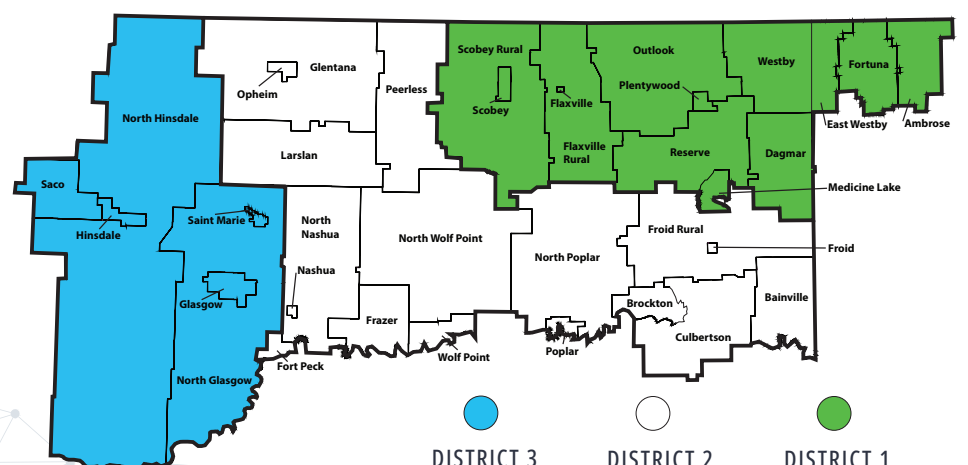 Scobey Rural
Outlook
Westby
Fortuna
Glentana
Opheim
Peerless
Plentywood
Flaxville
Scobey
North Hinsdale
East Westby
Ambrose
Larslan
Flaxville
Rural
Reserve
Dagmar
Saco
Medicine Lake
Saint Marie
North
Nashua
Hinsdale
North Wolf Point
Froid Rural
Froid
North Poplar
Nashua
Glasgow
Brockton
Bainville
Frazer
Culbertson
Wolf Point
Poplar
Fort Peck
North Glasgow
DISTRICT 3
DISTRICT 2
DISTRICT 1